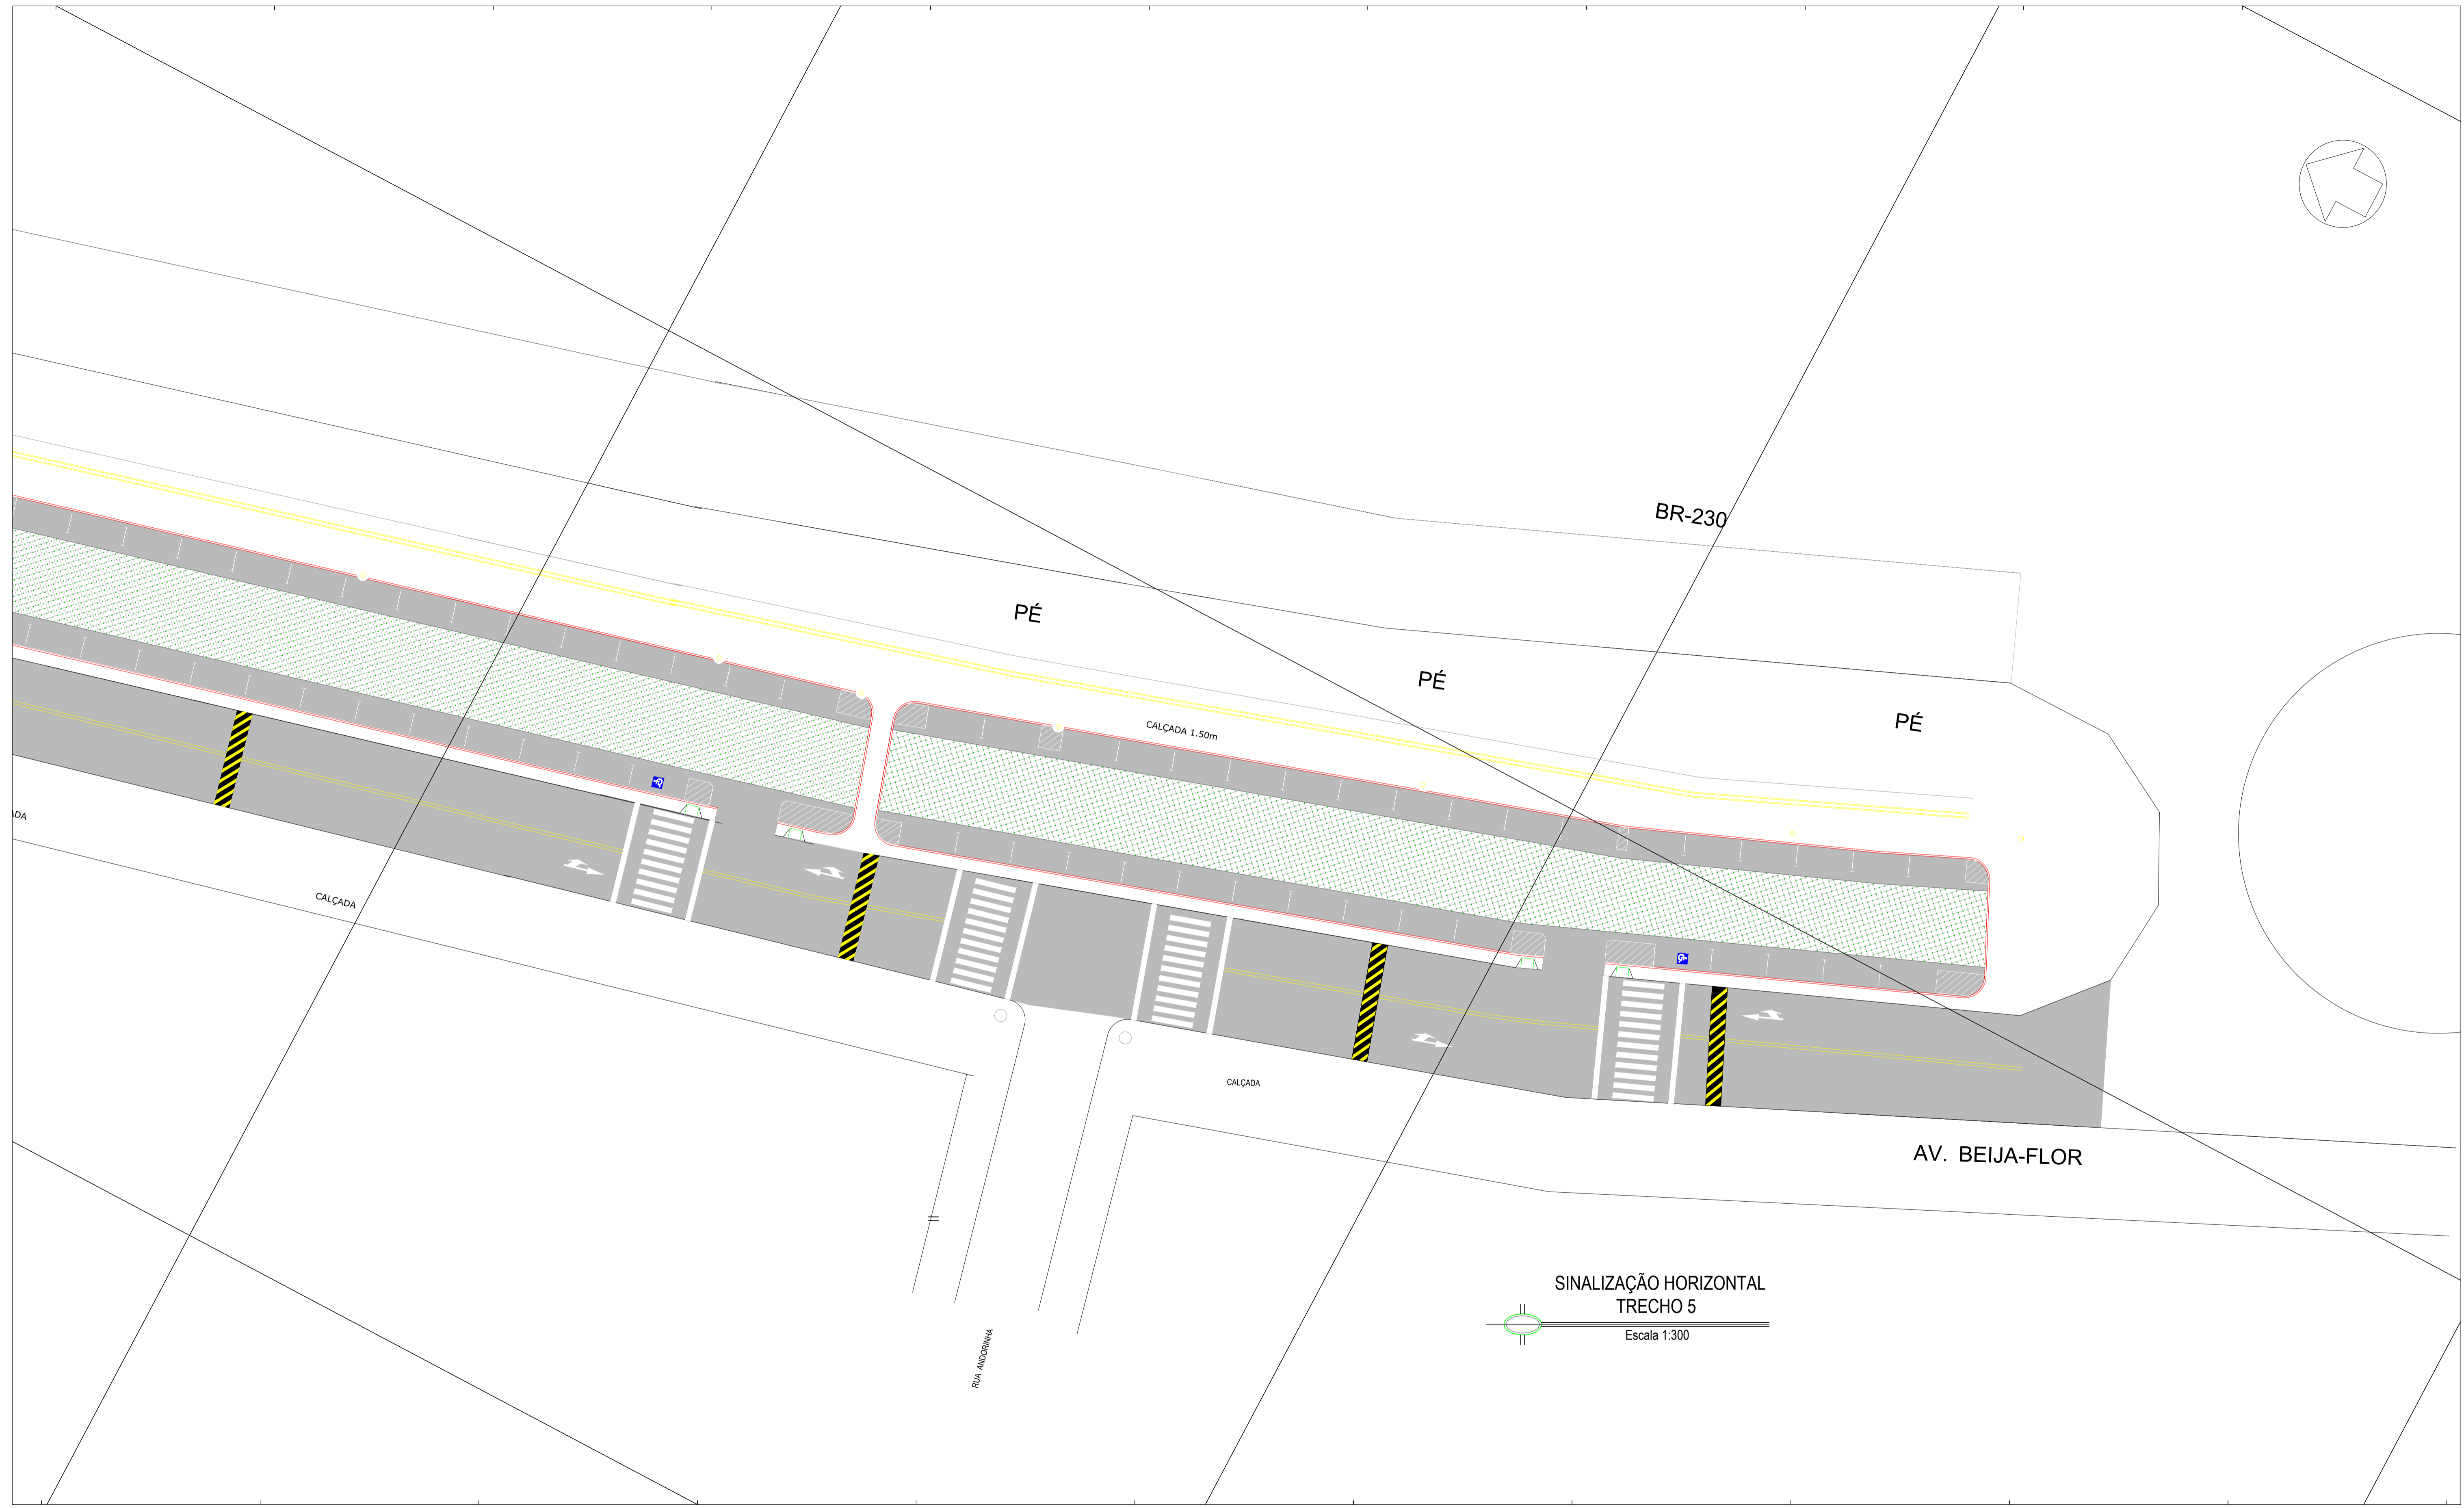 BR-230
PÉ
PÉ
PÉ
CALÇADA 1.50m
ADA
CALÇADA
CALÇADA
AV. BEIJA-FLOR
RUA ANDORINHA
SINALIZAÇÃO HORIZONTAL
TRECHO 5
Escala 1:300